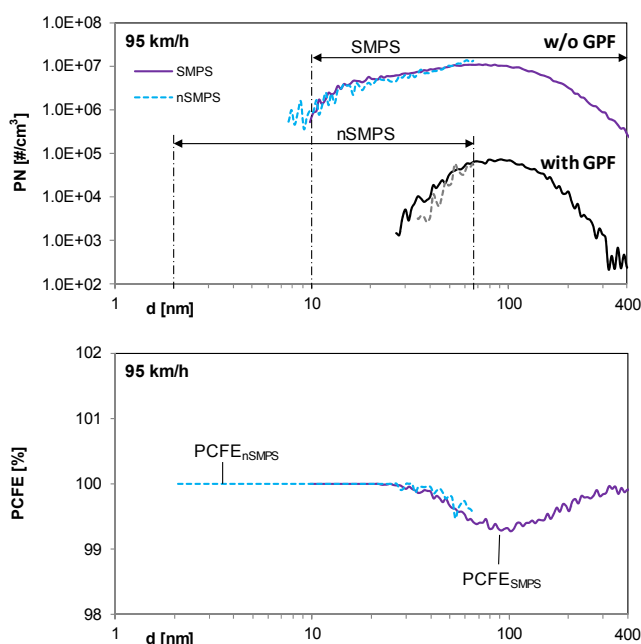 95 km/h
SMPS
w/o GPF
SMPS
nSMPS
nSMPS
with GPF
PN [#/cm³]
1.0E+08
1.0E+07
1.0E+06
1.0E+05
1.0E+04
1.0E+03
1.0E+02
1 10 100 400
d [nm]
95 km/h
PCFE [%]
102
101
100
99
98
PCFEnSMPS
PCFESMPS
1 10 100 400
d [nm]